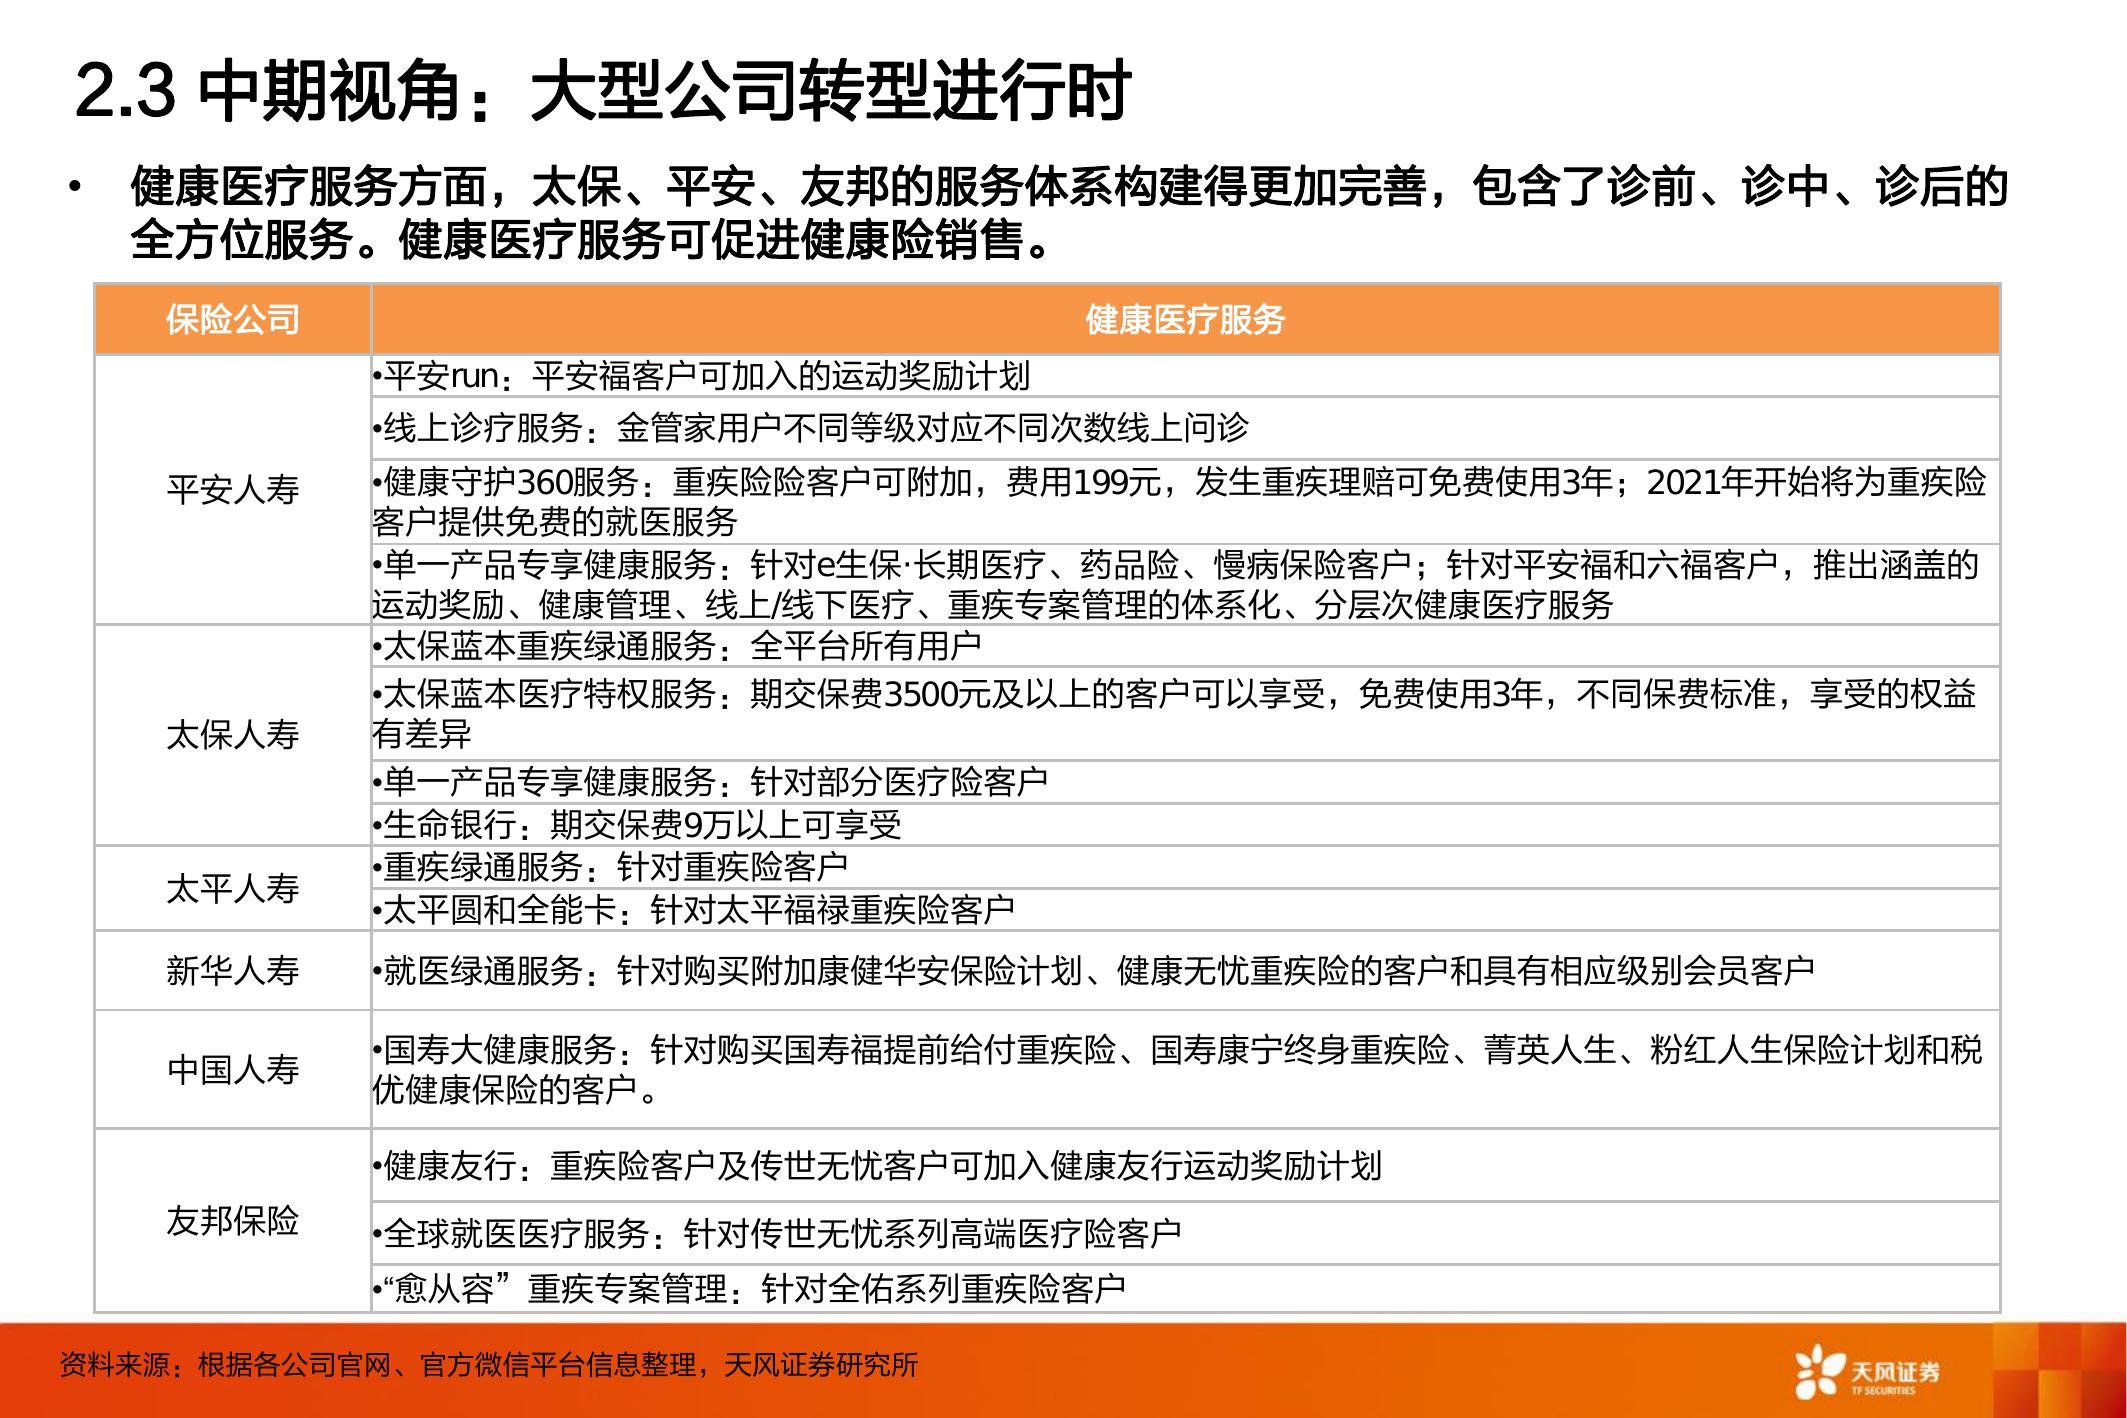 2.3 中期视角：大型公司转型进行时
• 健康医疗服务方面，太保、平安、友邦的服务体系构建得更加完善，包含了诊前、诊中、诊后的
全方位服务。健康医疗服务可促进健康险销售。
保险公司 健康医疗服务
平安人寿
•平安run：平安福客户可加入的运动奖励计划
•线上诊疗服务：金管家用户不同等级对应不同次数线上问诊
•健康守护360服务：重疾险险客户可附加，费用199元，发生重疾理赔可免费使用3年；2021年开始将为重疾险
客户提供免费的就医服务
•单一产品专享健康服务：针对e生保·长期医疗、药品险、慢病保险客户；针对平安福和六福客户，推出涵盖的
运动奖励、健康管理、线上/线下医疗、重疾专案管理的体系化、分层次健康医疗服务
太保人寿
•太保蓝本重疾绿通服务：全平台所有用户
•太保蓝本医疗特权服务：期交保费3500元及以上的客户可以享受，免费使用3年，不同保费标准，享受的权益
有差异
•单一产品专享健康服务：针对部分医疗险客户
•生命银行：期交保费9万以上可享受
太平人寿
•重疾绿通服务：针对重疾险客户
•太平圆和全能卡：针对太平福禄重疾险客户
新华人寿
•就医绿通服务：针对购买附加康健华安保险计划、健康无忧重疾险的客户和具有相应级别会员客户
中国人寿
•国寿大健康服务：针对购买国寿福提前给付重疾险、国寿康宁终身重疾险、菁英人生、粉红人生保险计划和税
优健康保险的客户。
友邦保险
•健康友行：重疾险客户及传世无忧客户可加入健康友行运动奖励计划
•全球就医医疗服务：针对传世无忧系列高端医疗险客户
•“愈从容”重疾专案管理：针对全佑系列重疾险客户
资料来源：根据各公司官网、官方微信平台信息整理，天风证券研究所
天风证券
TF SECURITIES